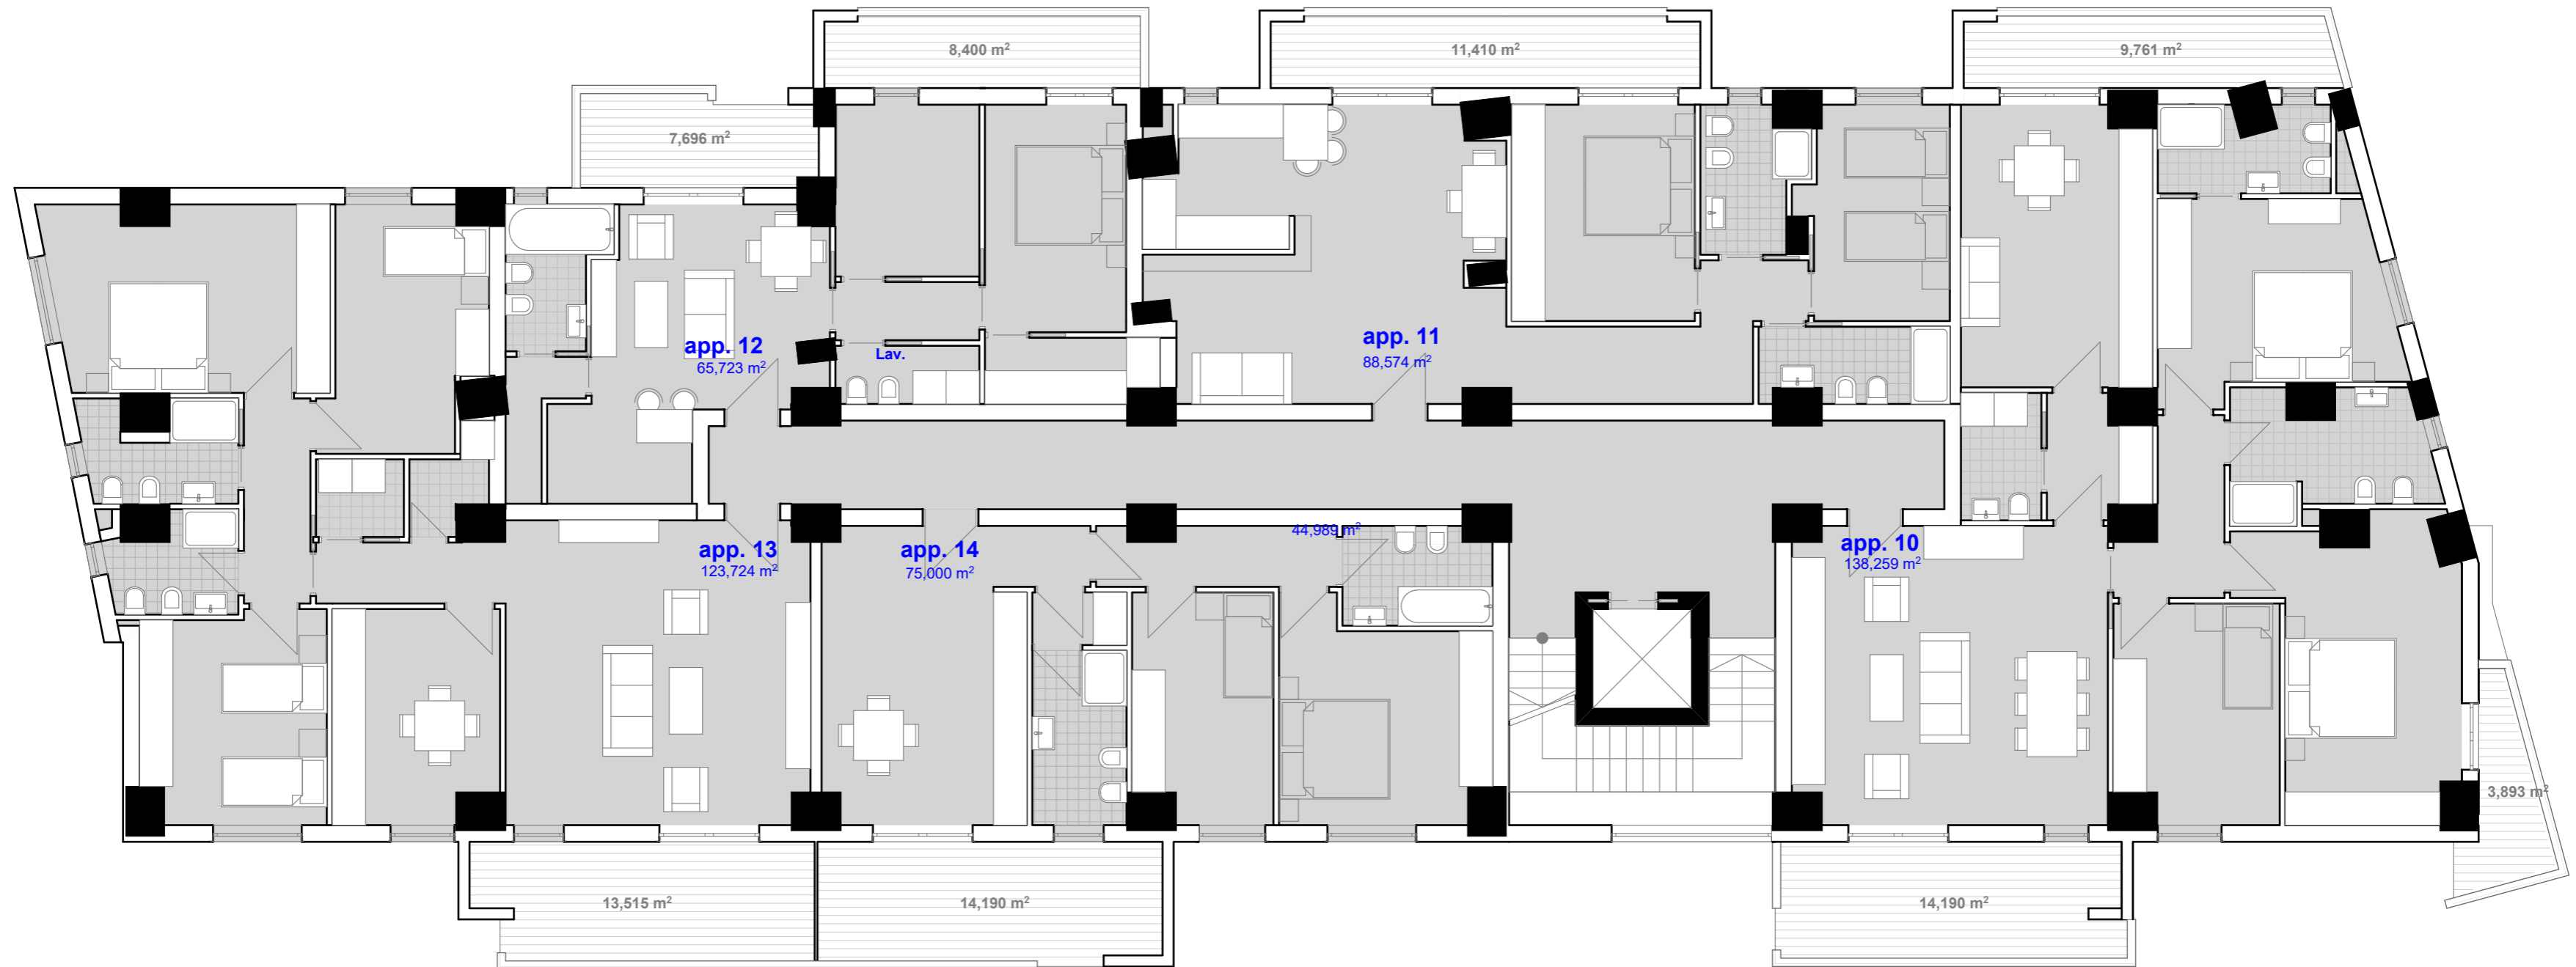 8,400 m²
11,410 m²
9,761 m²
7,696 m²
app. 12
65,723 m²
Lav.
app. 11
88,574 m²
app. 13
123,724 m²
app. 14
75,000 m²
44,989 m²
app. 10
138,259 m²
3,893 m²
13,515 m²
14,190 m²
14,190 m²